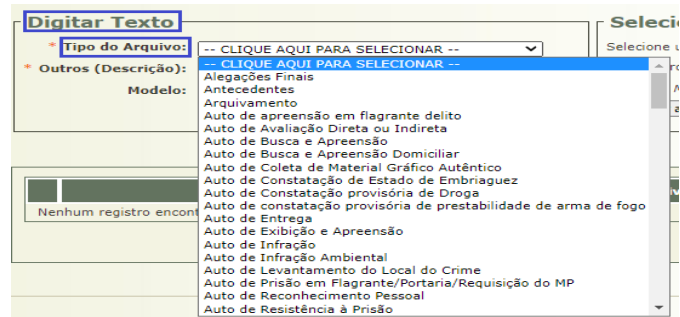 Digitar Texto
Selecio
* Tipo do Arquivo: -- CLIQUE AQUI PARA SELECIONAR --
Selecione u
* Outros (Descrição):
Modelo:
-- CLIQUE AQUI PARA SELECIONAR --
Alegações Finais
Antecedentes
Arquivamento
Auto de apreensão em flagrante delito
Auto de Avaliação Direta ou Indireta
Auto de Busca e Apreensão
Auto de Busca e Apreensão Domiciliar
Auto de Coleta de Material Gráfico Autêntico
Auto de Constatação de Estado de Embriaguez
Auto de Constatação provisória de Droga
Auto de constatação provisória de prestabilidade de arma de fogo
Auto de Entrega
Auto de Exibição e Apreensão
Auto de Infração
Auto de Infração Ambiental
Auto de Levantamento do Local do Crime
Auto de Prisão em Flagrante/Portaria/Requisição do MP
Auto de Reconhecimento Pessoal
Auto de Resistência à Prisão
Nenhum registro encont